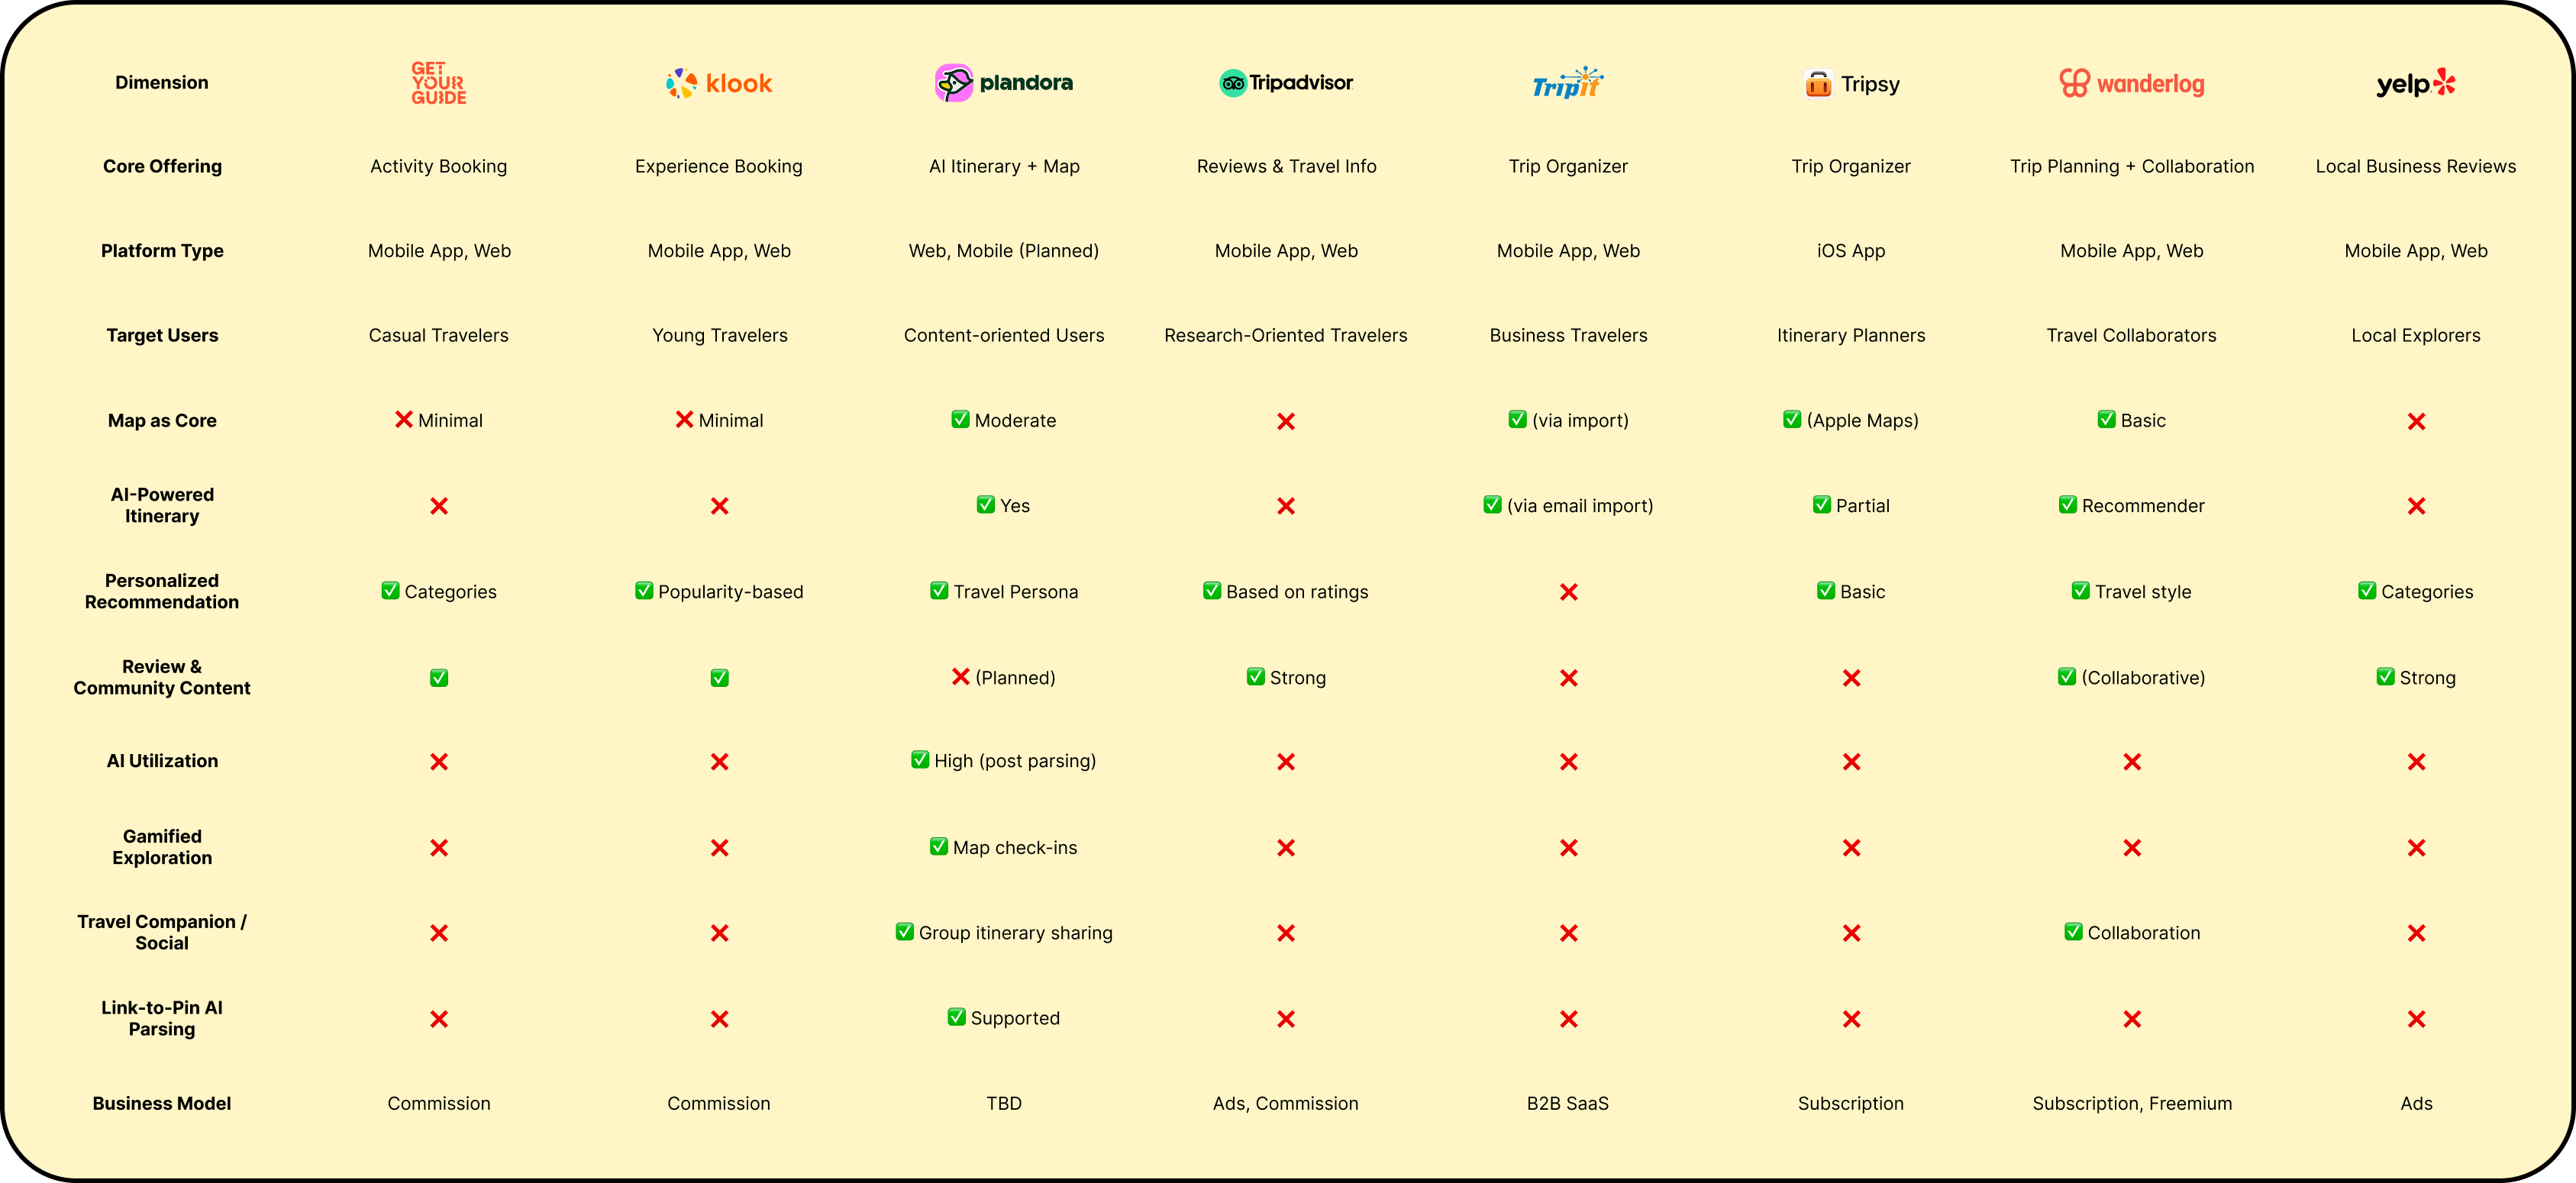 Dimension GET YOUR GUIDE klook plandora Tripadvisor TripIt Tripsy wanderlog yelp
Core Offering Activity Booking Experience Booking AI Itinerary + Map Reviews & Travel Info Trip Organizer Trip Organizer Trip Planning + Collaboration Local Business Reviews
Platform Type Mobile App, Web Mobile App, Web Web, Mobile (Planned) Mobile App, Web Mobile App, Web iOS App Mobile App, Web Mobile App, Web
Target Users Casual Travelers Young Travelers Content-oriented Users Research-Oriented Travelers Business Travelers Itinerary Planners Travel Collaborators Local Explorers
Map as Core ❌ Minimal ❌ Minimal ✅ Moderate ❌ ✅ (via import) ✅ (Apple Maps) ✅ Basic ❌
AI-Powered Itinerary ❌ ❌ ✅ Yes ❌ ✅ (via email import) ✅ Partial ✅ Recommender ❌
Personalized Recommendation ✅ Categories ✅ Popularity-based ✅ Travel Persona ✅ Based on ratings ❌ ✅ Basic ✅ Travel style ✅ Categories
Review & Community Content ✅ ✅ ❌ (Planned) ✅ Strong ❌ ❌ ✅ (Collaborative) ✅ Strong
AI Utilization ❌ ❌ ✅ High (post parsing) ❌ ❌ ❌ ❌ ❌
Gamified Exploration ❌ ❌ ✅ Map check-ins ❌ ❌ ❌ ❌ ❌
Travel Companion / Social ❌ ❌ ✅ Group itinerary sharing ❌ ❌ ❌ ✅ Collaboration ❌
Link-to-Pin AI Parsing ❌ ❌ ✅ Supported ❌ ❌ ❌ ❌ ❌
Business Model Commission Commission TBD Ads, Commission B2B SaaS Subscription Subscription, Freemium Ads